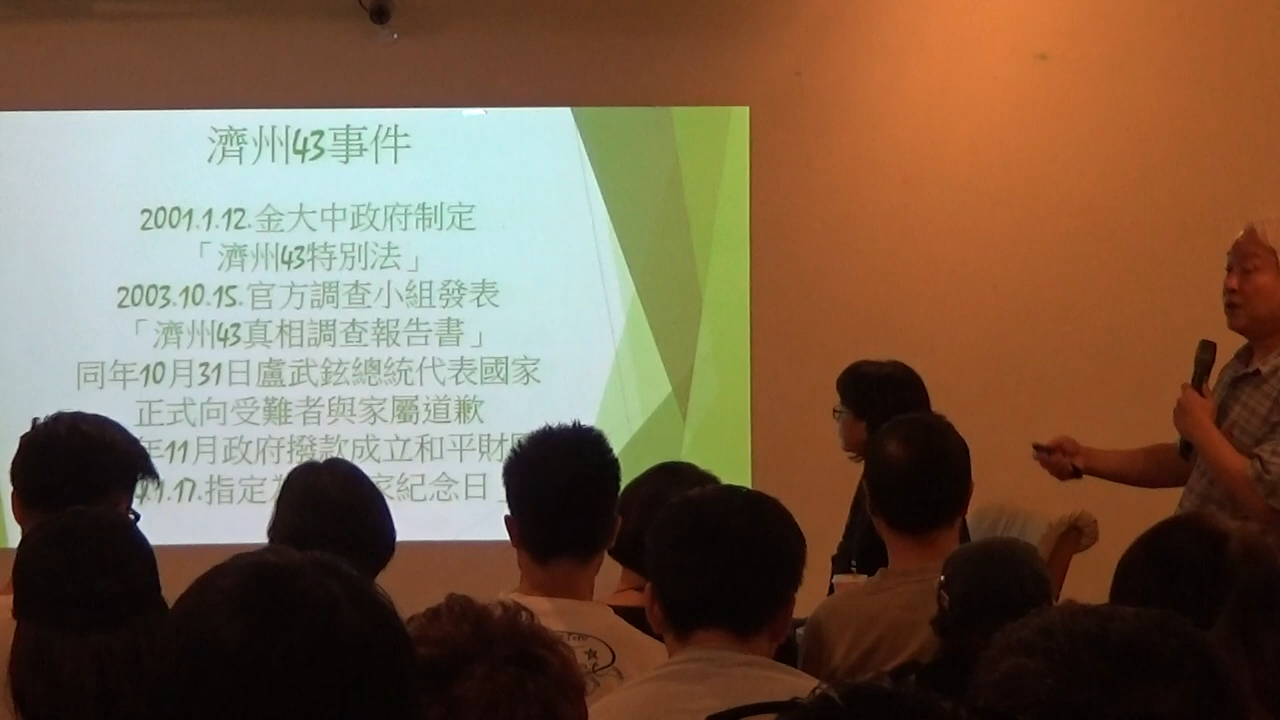 濟州43事件
2001.1.12.金大中政府制定
「濟州43特別法」
2003.10.15.官方調查小組發表
「濟州43真相調查報告書」
同年10月31日盧武鉉總統代表國家
正式向受難者與家屬道歉
年11月政府撥款成立和平財
.1.17.指定 家紀念日」